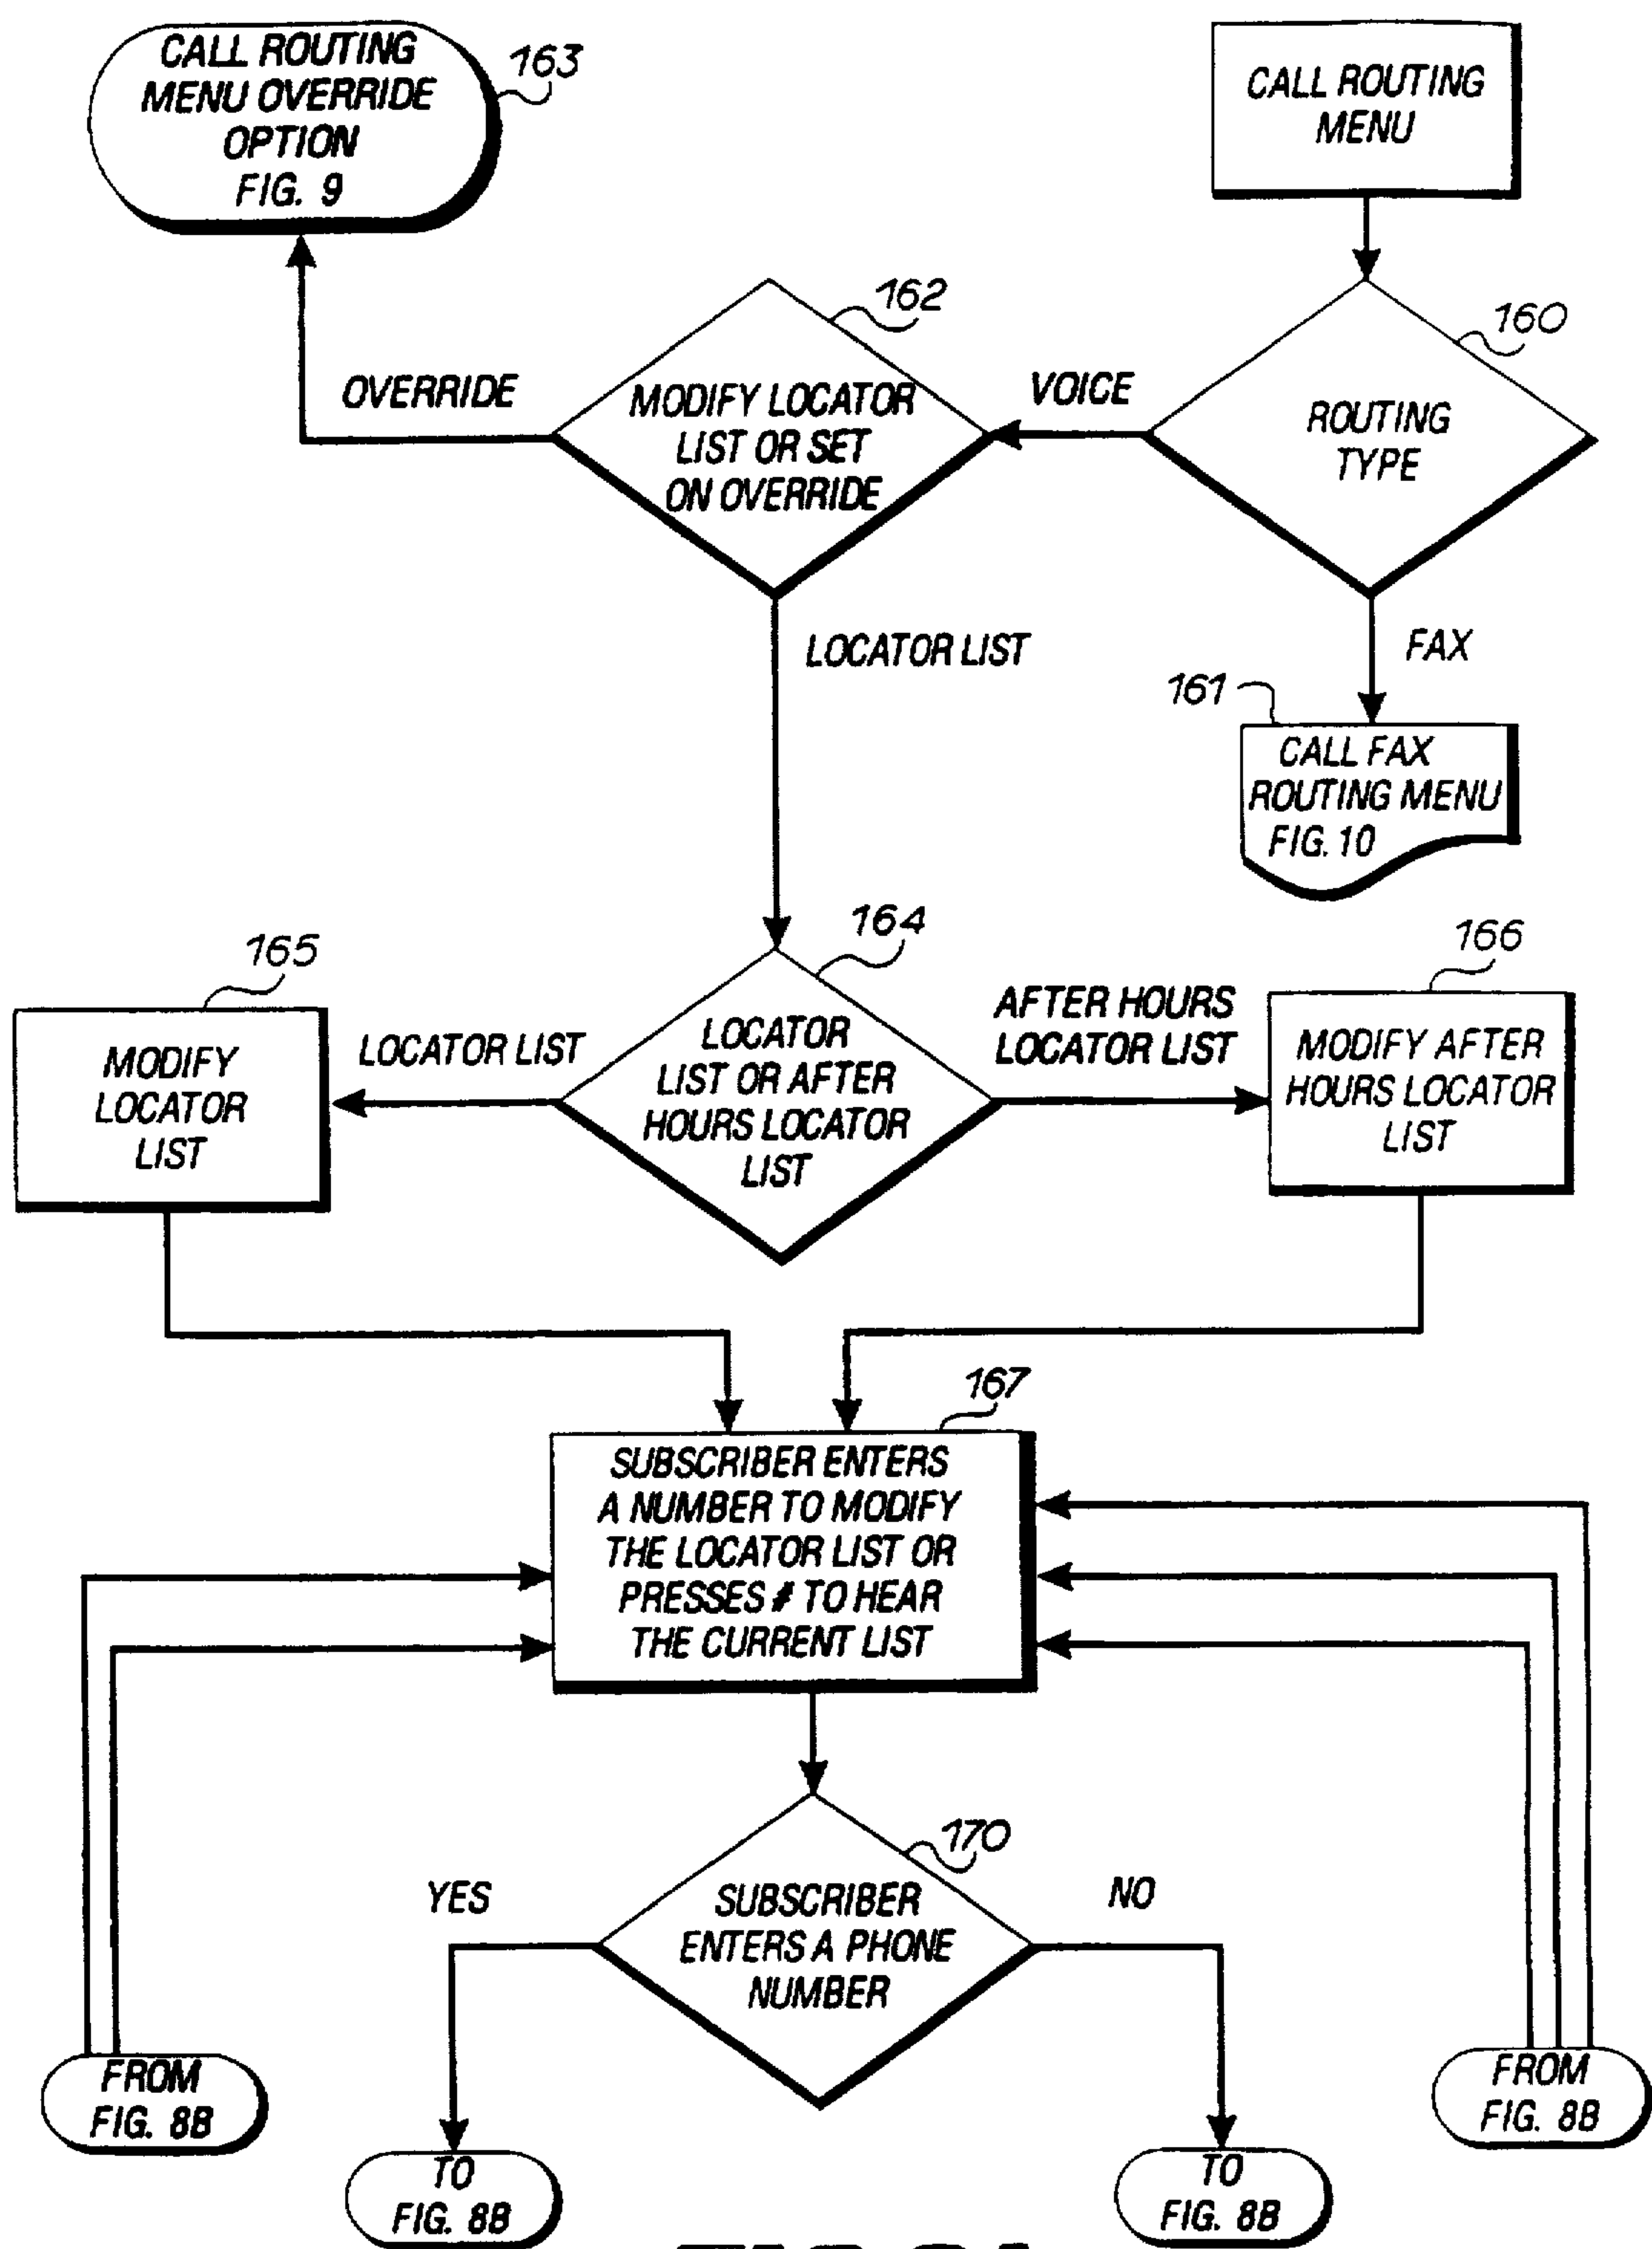 CALL ROUTING
MENU OVERRIDE
OPTION
FIG. 9
163
CALL ROUTING
MENU
162
160
OVERRIDE
MODIFY LOCATOR
LIST OR SET
ON OVERRIDE
VOICE
ROUTING
TYPE
LOCATOR LIST
FAX
161
CALL FAX
ROUTING MENU
FIG. 10
165
164
166
MODIFY
LOCATOR
LIST
LOCATOR LIST
LOCATOR
LIST OR AFTER
HOURS LOCATOR
LIST
AFTER HOURS
LOCATOR LIST
MODIFY AFTER
HOURS LOCATOR
LIST
167
SUBSCRIBER ENTERS
A NUMBER TO MODIFY
THE LOCATOR LIST OR
PRESSES # TO HEAR
THE CURRENT LIST
170
YES
SUBSCRIBER
ENTERS A PHONE
NUMBER
NO
FROM
FIG. 8B
TO
FIG. 8B
TO
FIG. 8B
FROM
FIG. 8B